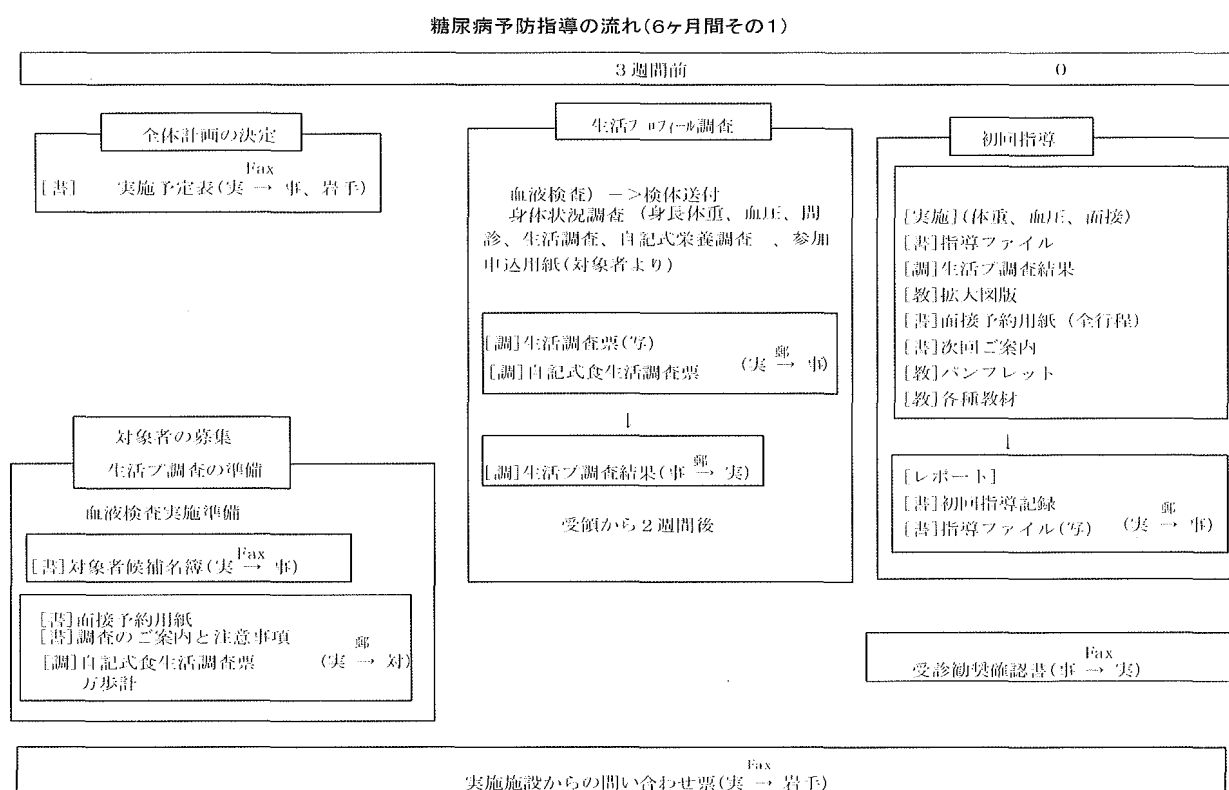 糖尿病予防指導の流れ(6ヶ月間その1)
3週間前
0
全体計画の決定
Fax
[書] 実施予定表(実 → 事、岩手)
対象者の募集
生活プ調査の準備
血液検査実施準備
Fax
[書]対象者候補名簿(実 → 事)
[書]面接予約用紙
[書]調査のご案内と注意事項
郵
[調]自記式食生活調査票 (実 → 対)
万歩計
生活プロフィール調査
血液検査) ー>検体送付
身体状況調査 (身長体重、血圧、問
診、生活調査、自記式栄養調査 、参加
申込用紙(対象者より)
[調]生活調査票(写)
郵
[調]自記式食生活調査票 (実 → 事)
↓
郵
[調]生活プ調査結果(事 → 実)
受領から2週間後
初回指導
[実施](体重、血圧、面接)
[書]指導ファイル
[調]生活プ調査結果
[教]拡大図版
[書]面接予約用紙 (全行程)
[書]次回ご案内
[教]パンフレット
[教]各種教材
↓
[レポート]
[書]初回指導記録
郵
[書]指導ファイル(写) (実 → 事)
Fax
受診勧奨確認書(事 → 実)
Fax
実施施設からの問い合わせ票(実 → 岩手)